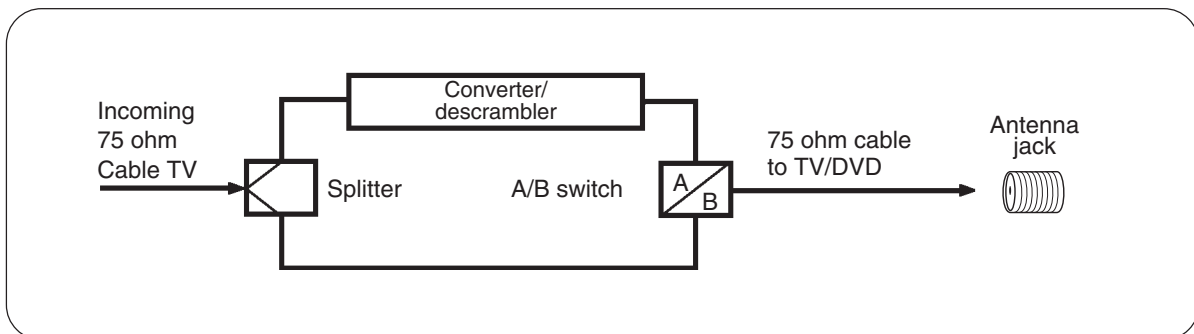 Incoming
75 ohm
Cable TV
Splitter
Converter/
descrambler
A/B switch
A
B
75 ohm cable
to TV/DVD
Antenna
jack